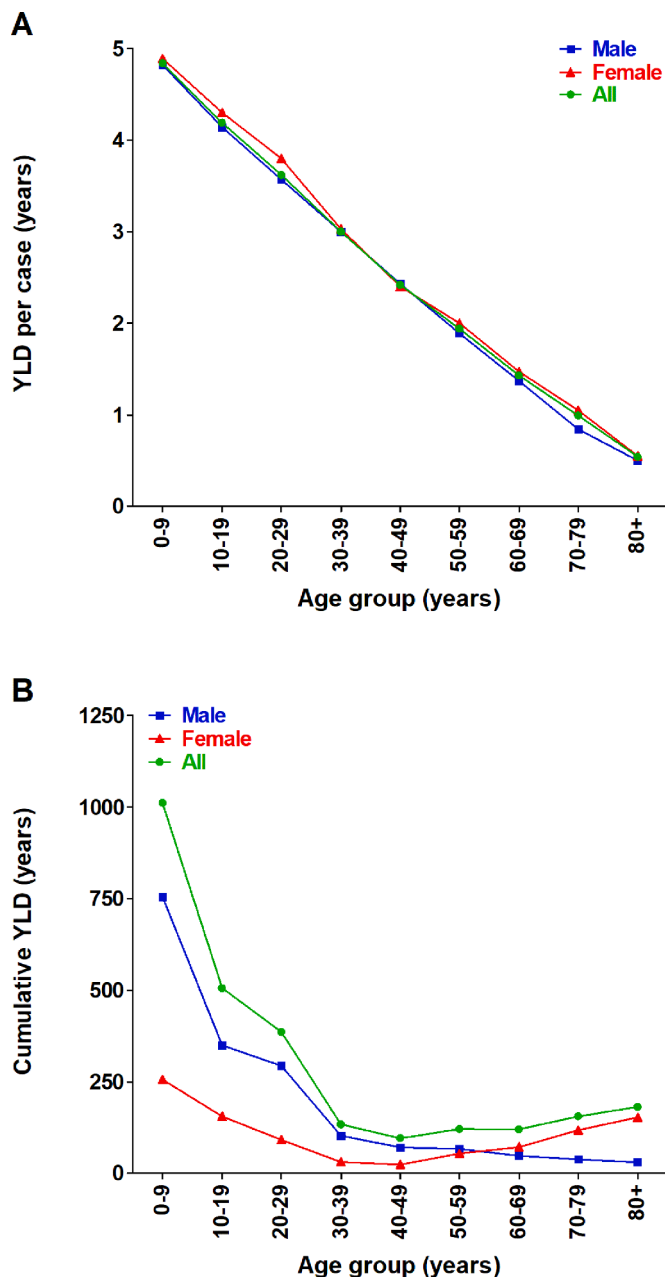 A
Male
Female
All
YLD per case (years)
5
4
3
2
1
0
0-9
10-19
20-29
30-39
40-49
50-59
60-69
70-79
80+
Age group (years)
B
Male
Female
All
Cumulative YLD (years)
1250
1000
750
500
250
0
0-9
10-19
20-29
30-39
40-49
50-59
60-69
70-79
80+
Age group (years)